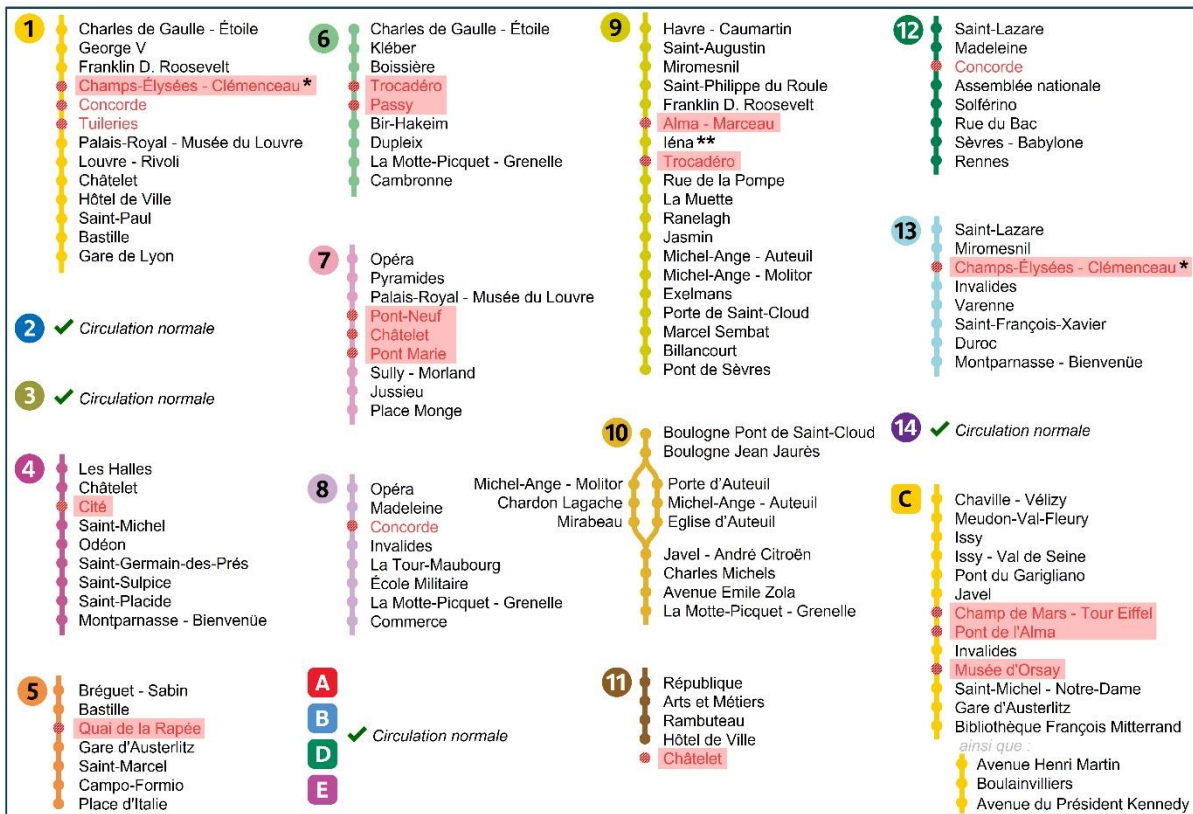 1
Charles de Gaulle - Étoile
George V
Franklin D. Roosevelt
Champs-Élysées - Clémenceau *
Concorde
Tuileries
Palais-Royal - Musée du Louvre
Louvre - Rivoli
Châtelet
Hôtel de Ville
Saint-Paul
Bastille
Gare de Lyon
2
Circulation normale
3
Circulation normale
4
Les Halles
Châtelet
Cité
Saint-Michel
Odéon
Saint-Germain-des-Prés
Saint-Sulpice
Saint-Placide
Montparnasse - Bienvenüe
5
Bréguet - Sabin
Bastille
Quai de la Rapée
Gare d'Austerlitz
Saint-Marcel
Campo-Formio
Place d'Italie
6
Charles de Gaulle - Étoile
Kléber
Boissière
Trocadéro
Passy
Bir-Hakeim
Dupleix
La Motte-Picquet - Grenelle
Cambronne
7
Opéra
Pyramides
Palais-Royal - Musée du Louvre
Pont-Neuf
Châtelet
Pont Marie
Sully - Morland
Jussieu
Place Monge
8
Opéra
Madeleine
Concorde
Invalides
La Tour-Maubourg
École Militaire
La Motte-Picquet - Grenelle
Commerce
A
B
D
E
Circulation normale
9
Havre - Caumartin
Saint-Augustin
Miromesnil
Saint-Philippe du Roule
Franklin D. Roosevelt
Alma - Marceau
Iéna **
Trocadéro
Rue de la Pompe
La Muette
Ranelagh
Jasmin
Michel-Ange - Auteuil
Michel-Ange - Molitor
Exelmans
Porte de Saint-Cloud
Marcel Sembat
Billancourt
Pont de Sèvres
10
Boulogne Pont de Saint-Cloud
Boulogne Jean Jaurès
Michel-Ange - Molitor Porte d'Auteuil
Chardon Lagache Michel-Ange - Auteuil
Mirabeau Eglise d'Auteuil
Javel - André Citroën
Charles Michels
Avenue Emile Zola
La Motte-Picquet - Grenelle
11
République
Arts et Métiers
Rambuteau
Hôtel de Ville
Châtelet
12
Saint-Lazare
Madeleine
Concorde
Assemblée nationale
Solférino
Rue du Bac
Sèvres - Babylone
Rennes
13
Saint-Lazare
Miromesnil
Champs-Élysées - Clémenceau *
Invalides
Varenne
Saint-François-Xavier
Duroc
Montparnasse - Bienvenüe
14
Circulation normale
C
Chaville - Vélizy
Meudon-Val-Fleury
Issy
Issy - Val de Seine
Pont du Garigliano
Javel
Champ de Mars - Tour Eiffel
Pont de l'Alma
Invalides
Musée d'Orsay
Saint-Michel - Notre-Dame
Gare d'Austerlitz
Bibliothèque François Mitterrand
ainsi que :
Avenue Henri Martin
Boulainvilliers
Avenue du Président Kennedy